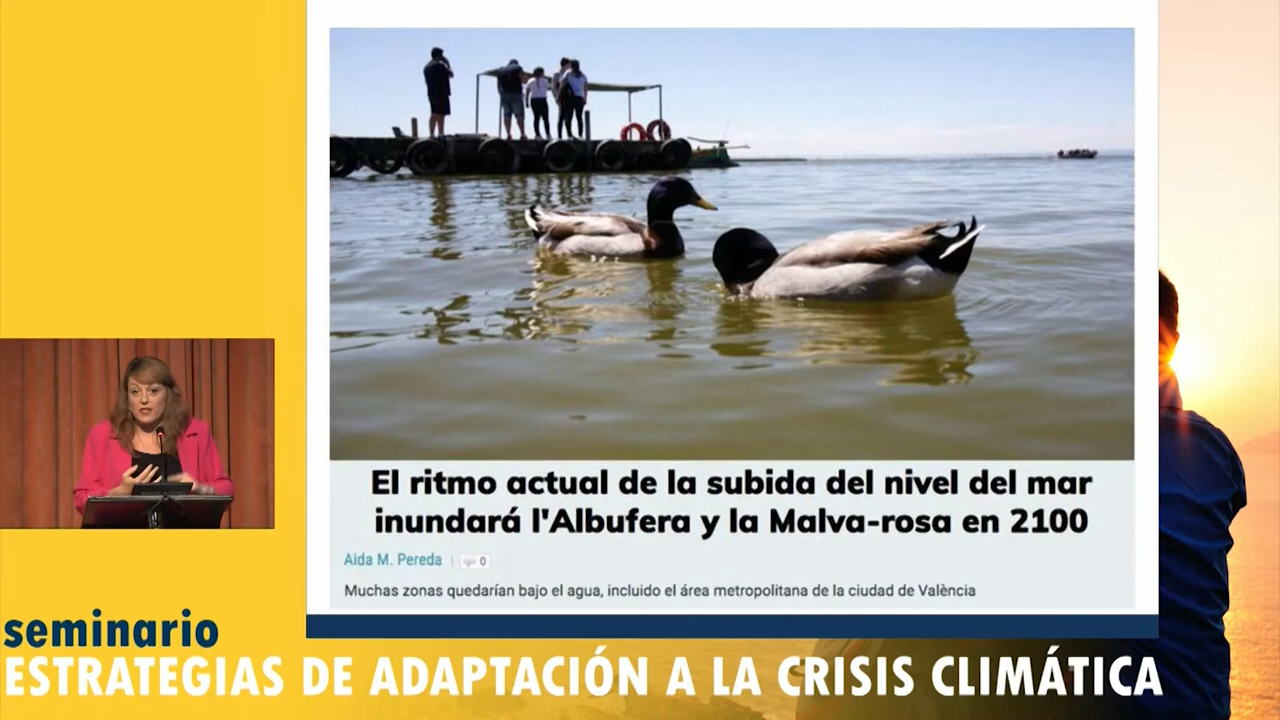 El ritmo actual de la subida del nivel del mar
inundará l'Albufera y la Malva-rosa en 2100
Aida M. Pereda | 0
Muchas zonas quedarían bajo el agua, incluido el área metropolitana de la ciudad de València
seminario
ESTRATEGIAS DE ADAPTACIÓN A LA CRISIS CLIMÁTICA